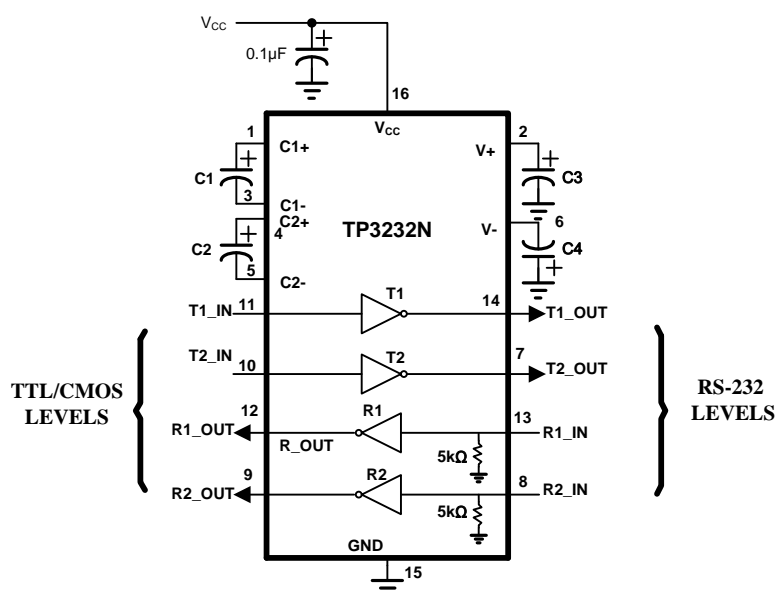 VCC
0.1µF
16
VCC
1
C1+
V+
2
C1
C3
3
C1-
C2+
4
6
V-
TP3232N
C2
C4
5
C2-
T1_IN
11
T1
14
T1_OUT
T2_IN
10
T2
7
T2_OUT
TTL/CMOS
LEVELS
RS-232
LEVELS
R1_OUT
12
R_OUT
R1
13
R1_IN
5kΩ
R2_OUT
9
R2
8
R2_IN
5kΩ
GND
15